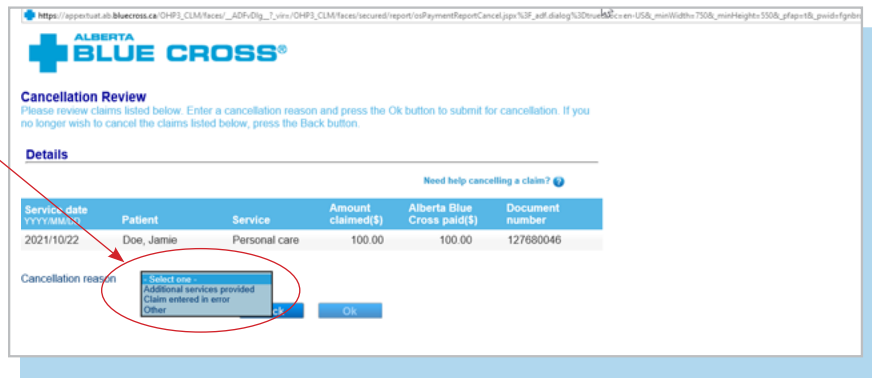 https://appextuat.ab.bluecross.ca/OHP3_CLM/faces/__ADFvDlg__?_vir=/OHP3_CLM/faces/secured/report/osPaymentReportCancel.jspx%3F_adf.dialog%3Dtrue
ALBERTA
BLUE CROSS®
Cancellation Review
Please review claims listed below. Enter a cancellation reason and press the Ok button to submit for cancellation. If you
no longer wish to cancel the claims listed below, press the Back button.
Details
Need help cancelling a claim? ?
Service date Patient Service Amount claimed($) Alberta Blue Cross paid($) Document number
YYYY/MM/DD
2021/10/22 Doe, Jamie Personal care 100.00 100.00 127680046
Cancellation reason - Select one -
Additional services provided
Claim entered in error
Other
Ok